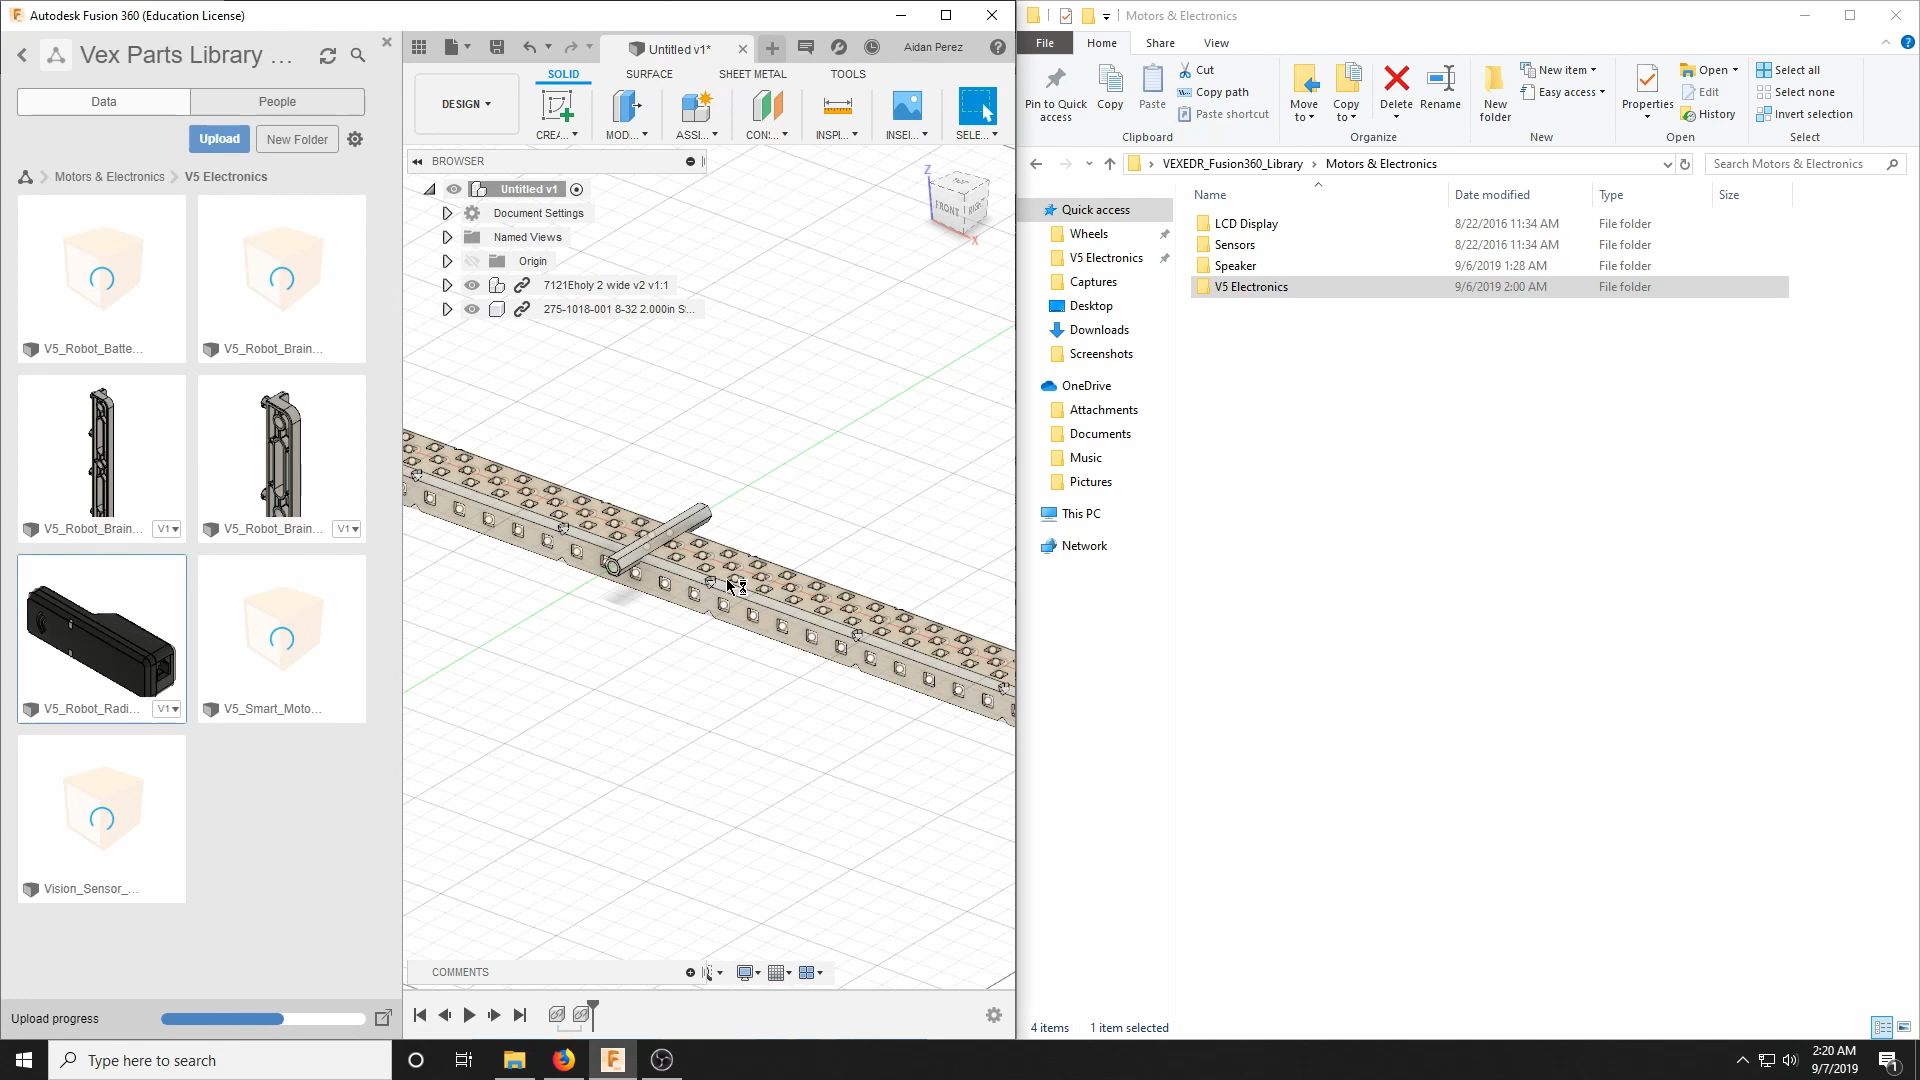 Autodesk Fusion 360 (Education License)
Vex Parts Library ...
Data
People
Upload
New Folder
Motors & Electronics
V5 Electronics
V5_Robot_Batte...
V5_Robot_Brain...
V5_Robot_Brain... V1
V5_Robot_Brain... V1
V5_Robot_Radi... V1
V5_Smart_Moto...
Vision_Sensor_...
Upload progress
Untitled v1*
Aidan Perez
SOLID
SURFACE
SHEET METAL
TOOLS
DESIGN
CREA...
MOD...
ASSI...
CON:...
INSPI...
INSEI...
SELE...
BROWSER
Untitled v1
Document Settings
Named Views
Origin
7121Eholy 2 wide v2 v1:1
275-1018-001 8-32 2.000in S...
Z
FRONT
RIGHT
X
COMMENTS
Motors & Electronics
File
Home
Share
View
Pin to Quick access
Copy
Paste
Cut
Copy path
Paste shortcut
Clipboard
Move to
Copy to
Delete
Rename
Organize
New folder
New item
Easy access
New
Properties
Open
Edit
History
Open
Select all
Select none
Invert selection
Select
VEXEDR_Fusion360_Library
Motors & Electronics
Search Motors & Electronics
Name
Date modified
Type
Size
LCD Display 8/22/2016 11:34 AM File folder
Sensors 8/22/2016 11:34 AM File folder
Speaker 9/6/2019 1:28 AM File folder
V5 Electronics 9/6/2019 2:00 AM File folder
Quick access
Wheels
V5 Electronics
Captures
Desktop
Downloads
Screenshots
OneDrive
Attachments
Documents
Music
Pictures
This PC
Network
4 items
1 item selected
Type here to search
2:20 AM
9/7/2019
1